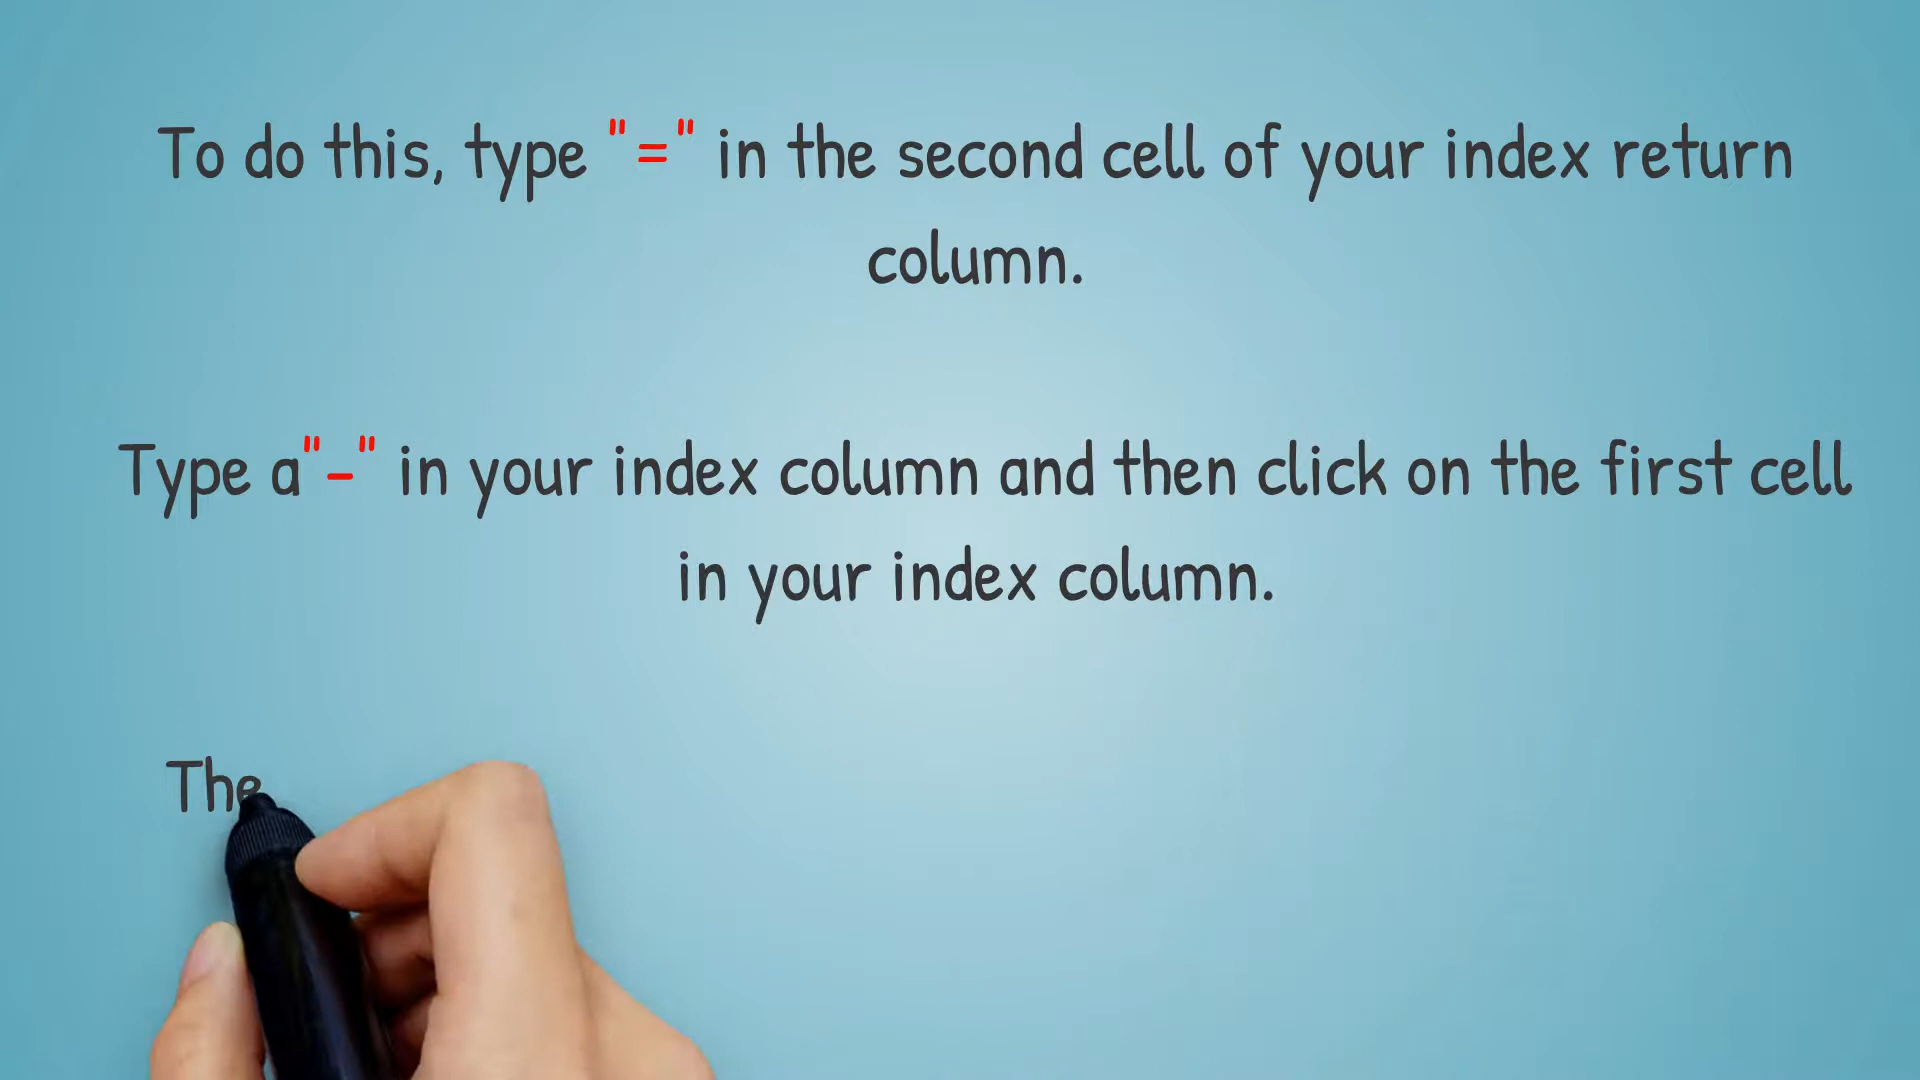 To do this, type "=" in the second cell of your index return
column.
Type a"-" in your index column and then click on the first cell
in your index column.
The